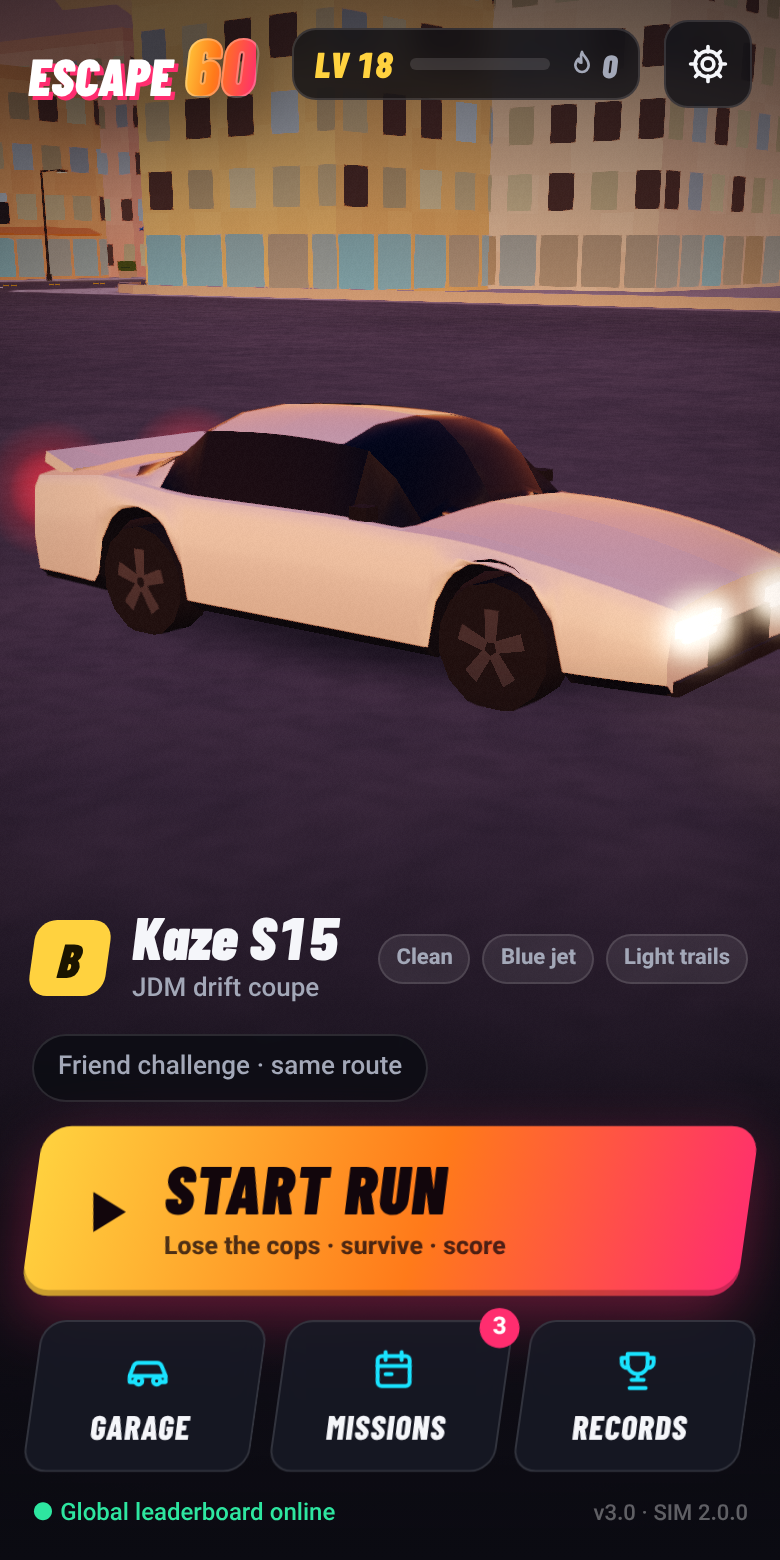 ESCAPE 60
LV 18
0
B
Kaze S15
JDM drift coupe
Clean
Blue jet
Light trails
Friend challenge · same route
START RUN
Lose the cops · survive · score
GARAGE
3
MISSIONS
RECORDS
Global leaderboard online
v3.0 · SIM 2.0.0